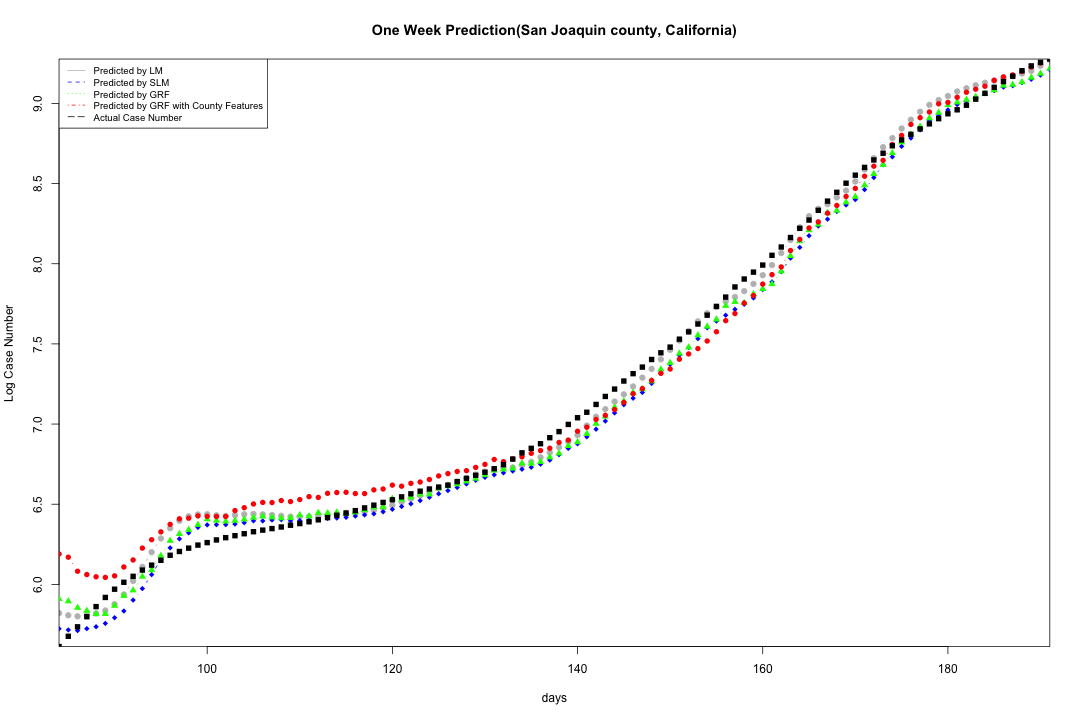 One Week Prediction(San Joaquin county, California)
Predicted by LM
Predicted by SLM
Predicted by GRF
Predicted by GRF with County Features
Actual Case Number
9.0
8.5
8.0
7.5
7.0
6.5
6.0
Log Case Number
100 120 140 160 180
days